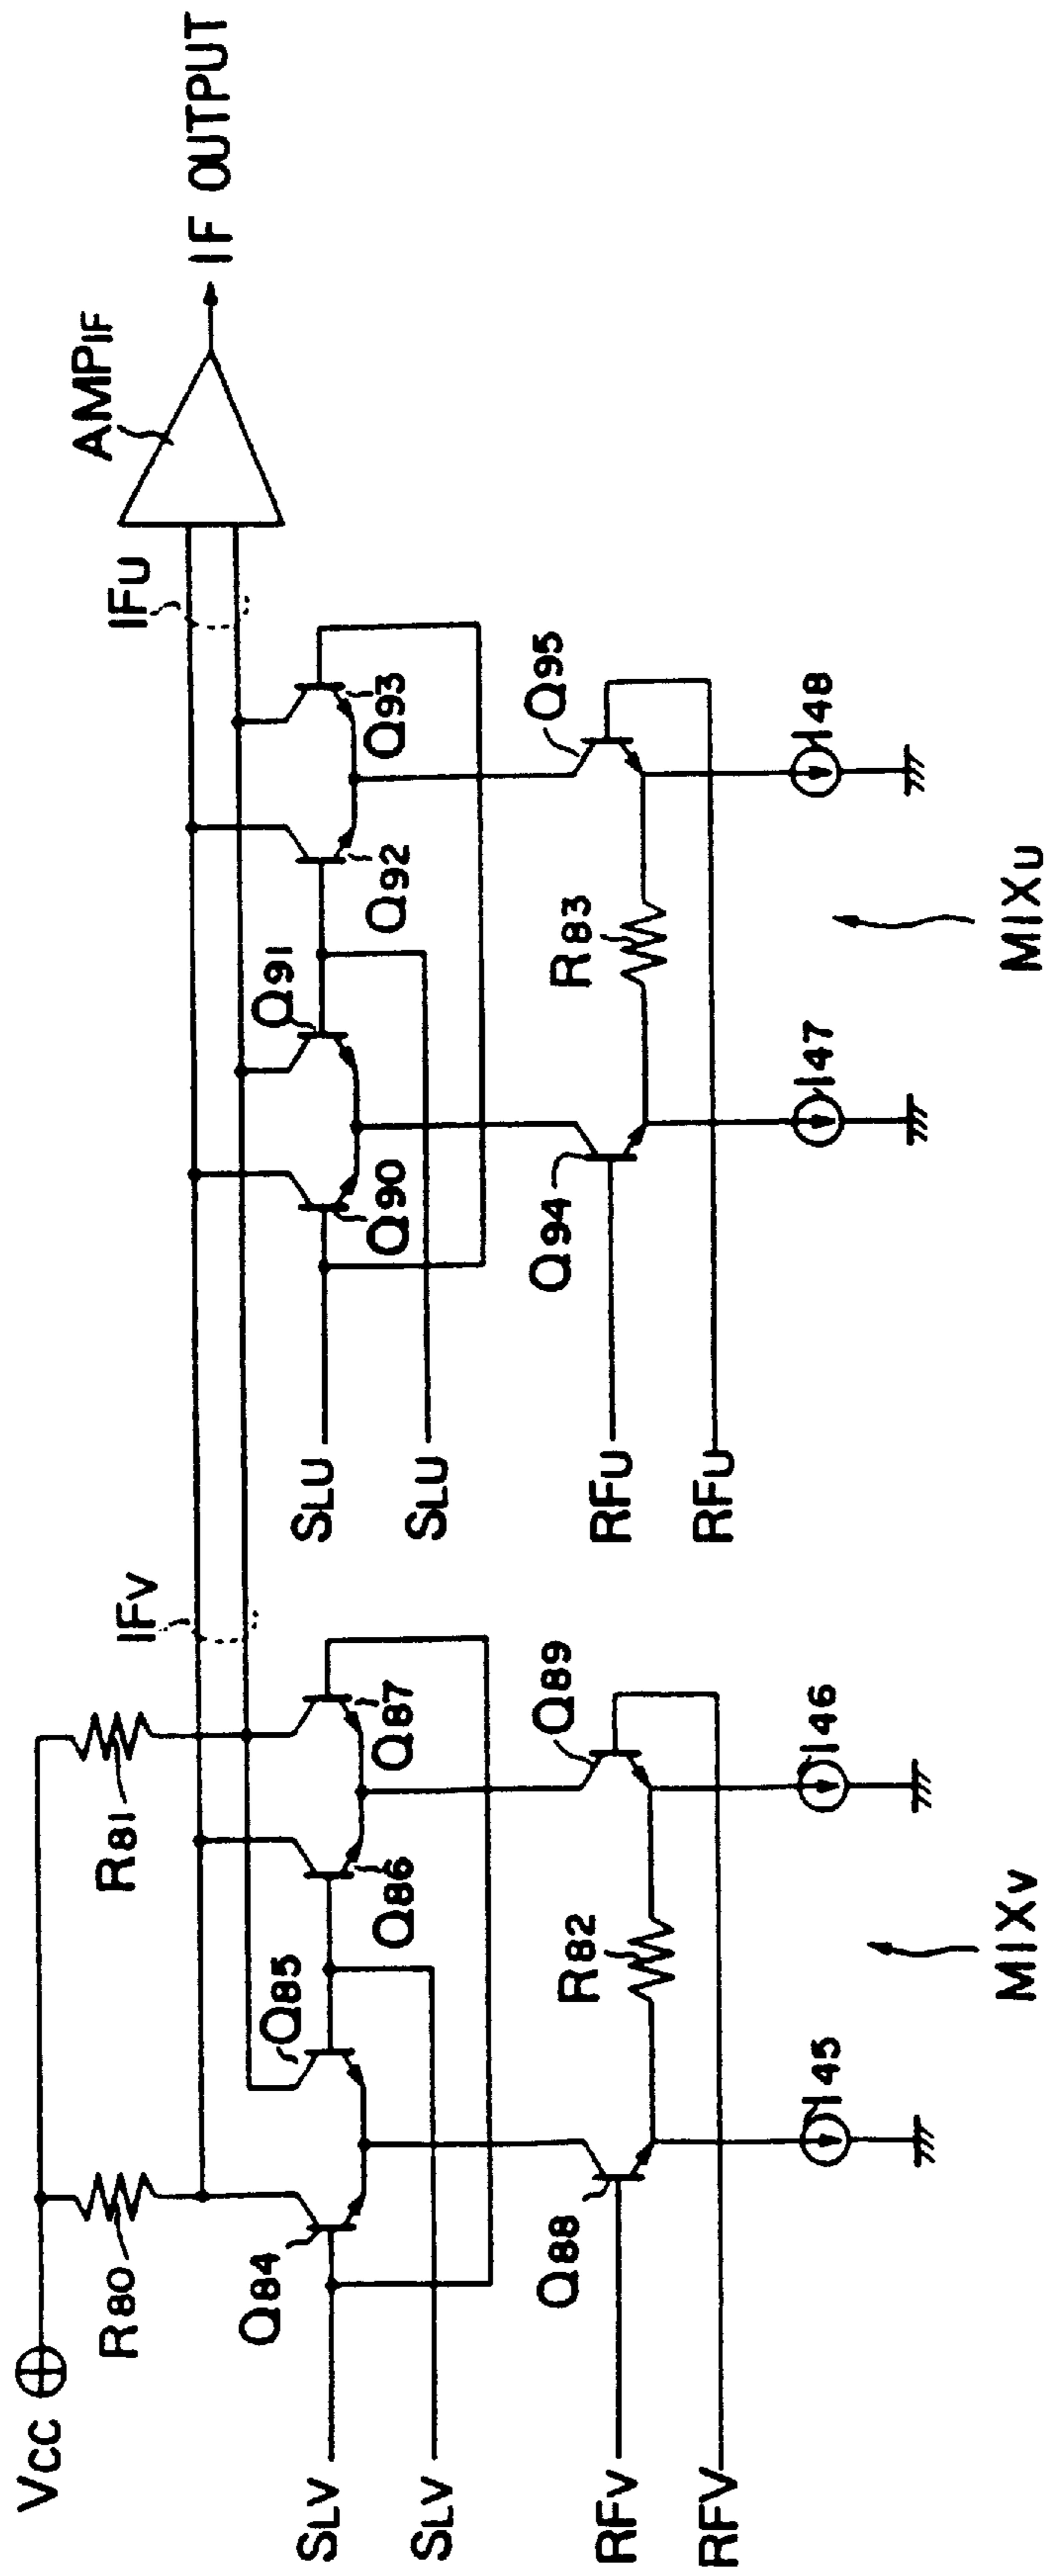 VCC
R80
R81
IFV
IFU
AMPIF
IF OUTPUT
Q84
Q85
Q86
Q87
Q90
Q91
Q92
Q93
SLV
SLV
SLU
SLU
Q88
R82
Q89
Q94
R83
Q95
RFV
RFV
RFU
RFU
I45
I46
I47
I48
MIXV
MIXU